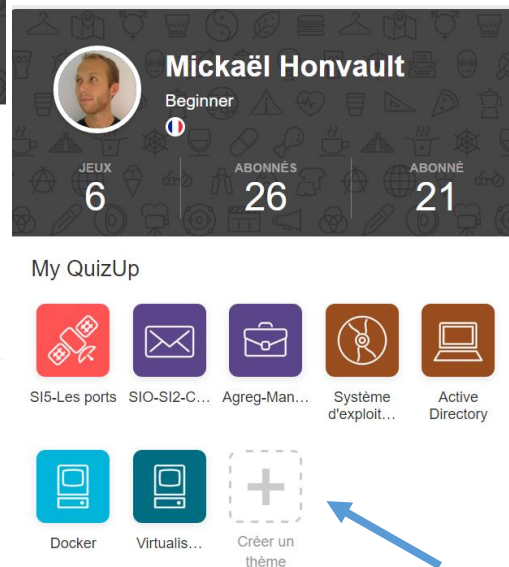 Mickaël Honvault
Beginner
JEUX ABONNÉS ABONNÉ
6 26 21
My QuizUp
SI5-Les ports SIO-SI2-C... Agreg-Man... Système d'exploit... Active Directory
Docker Virtualis... Créer un thème